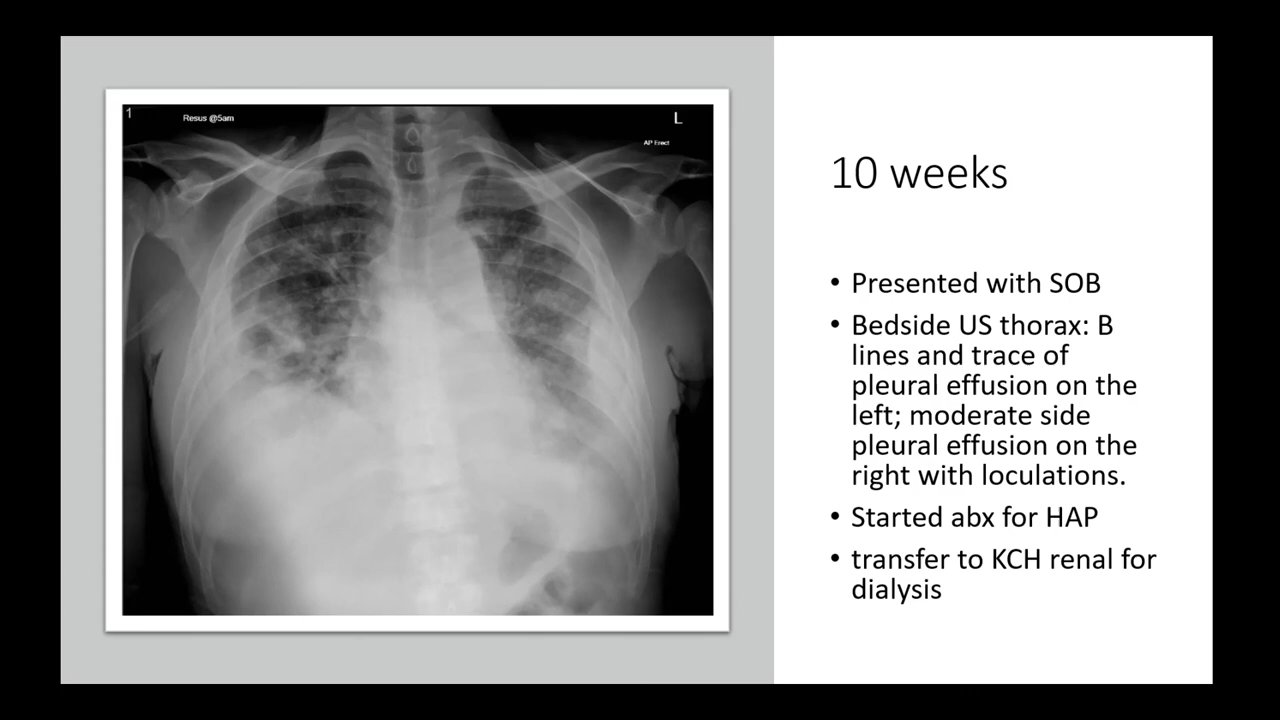 1
Resus @5am
L
AP Erect
10 weeks
• Presented with SOB
• Bedside US thorax: B
lines and trace of
pleural effusion on the
left; moderate side
pleural effusion on the
right with loculations.
• Started abx for HAP
• transfer to KCH renal for
dialysis